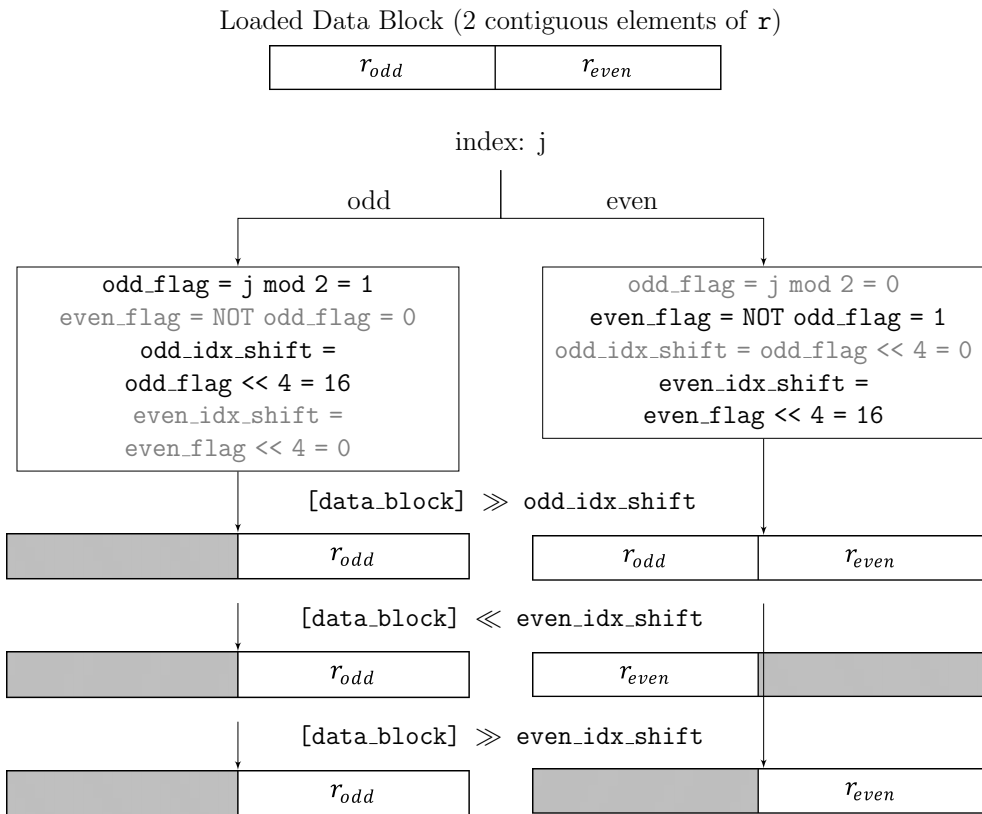 Loaded Data Block (2 contiguous elements of r)
r_odd r_even
index: j
odd even
odd_flag = j mod 2 = 1
even_flag = NOT odd_flag = 0
odd_idx_shift =
odd_flag << 4 = 16
even_idx_shift =
even_flag << 4 = 0
odd_flag = j mod 2 = 0
even_flag = NOT odd_flag = 1
odd_idx_shift = odd_flag << 4 = 0
even_idx_shift =
even_flag << 4 = 16
[data_block] ≫ odd_idx_shift
r_odd r_odd r_even
[data_block] ≪ even_idx_shift
r_odd r_even
[data_block] ≫ even_idx_shift
r_odd r_even